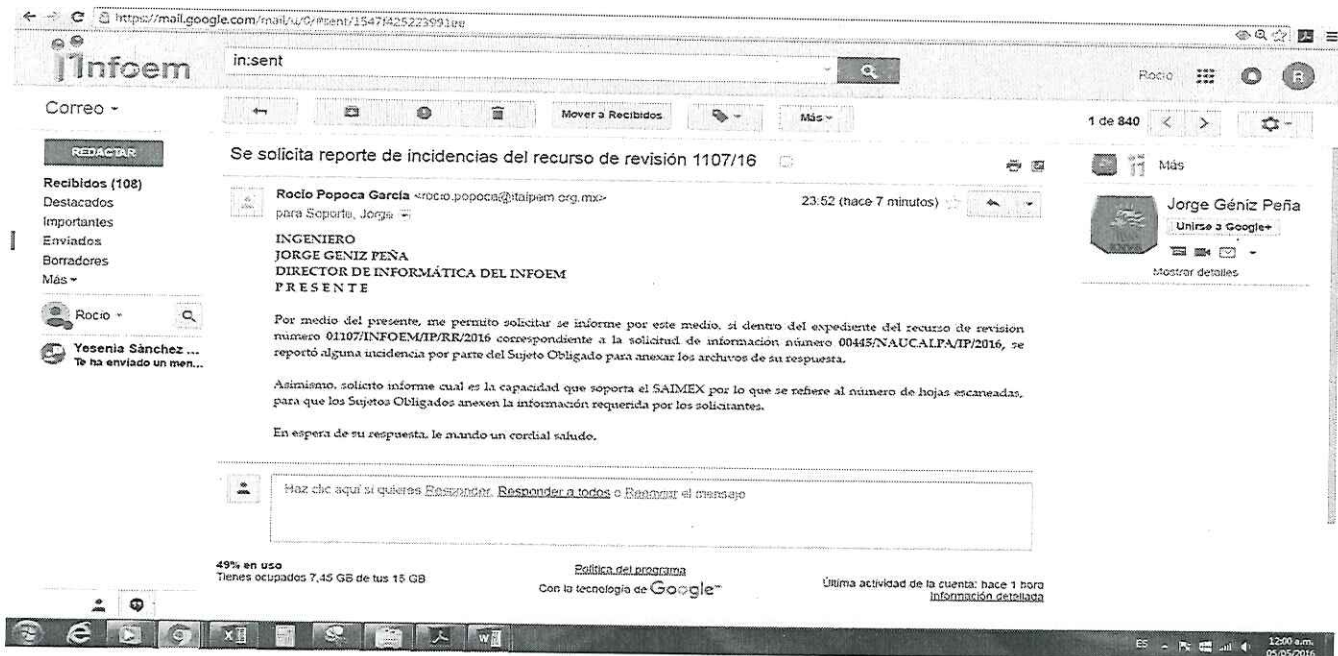 https://mail.google.com/mail/u/0/#sent/1547f425223991ee
infoem
in:sent
Rocio
R
Correo
Mover a Recibidos
Más
1 de 840
REDACTAR
Se solicita reporte de incidencias del recurso de revisión 1107/16
Más
Recibidos (108)
Destacados
Importantes
Enviados
Borradores
Más
Rocio Popoca García <rocio.popoca@itaipem.org.mx>
para Soporte, Jorge
23:52 (hace 7 minutos)
Jorge Géniz Peña
Unirse a Google+
Mostrar detalles
INGENIERO
JORGE GENIZ PEÑA
DIRECTOR DE INFORMÁTICA DEL INFOEM
P R E S E N T E
Rocio
Yesenia Sánchez ...
Te ha enviado un men...
Por medio del presente, me permito solicitar se informe por este medio, si dentro del expediente del recurso de revisión
número 01107/INFOEM/IP/RR/2016 correspondiente a la solicitud de información número 00445/NAUCALPA/IP/2016, se
reportó alguna incidencia por parte del Sujeto Obligado para anexar los archivos de su respuesta.
Asimismo, solicito informe cual es la capacidad que soporta el SAIMEX por lo que se refiere al número de hojas escaneadas,
para que los Sujetos Obligados anexen la información requerida por los solicitantes.
En espera de su respuesta, le mando un cordial saludo.
Haz clic aquí si quieres Responder, Responder a todos o Reenviar el mensaje
49% en uso
Tienes ocupados 7,45 GB de tus 15 GB
Política del programa
Con la tecnología de Google
Última actividad de la cuenta: hace 1 hora
Información detallada
ES
12:00 a.m.
05/05/2016